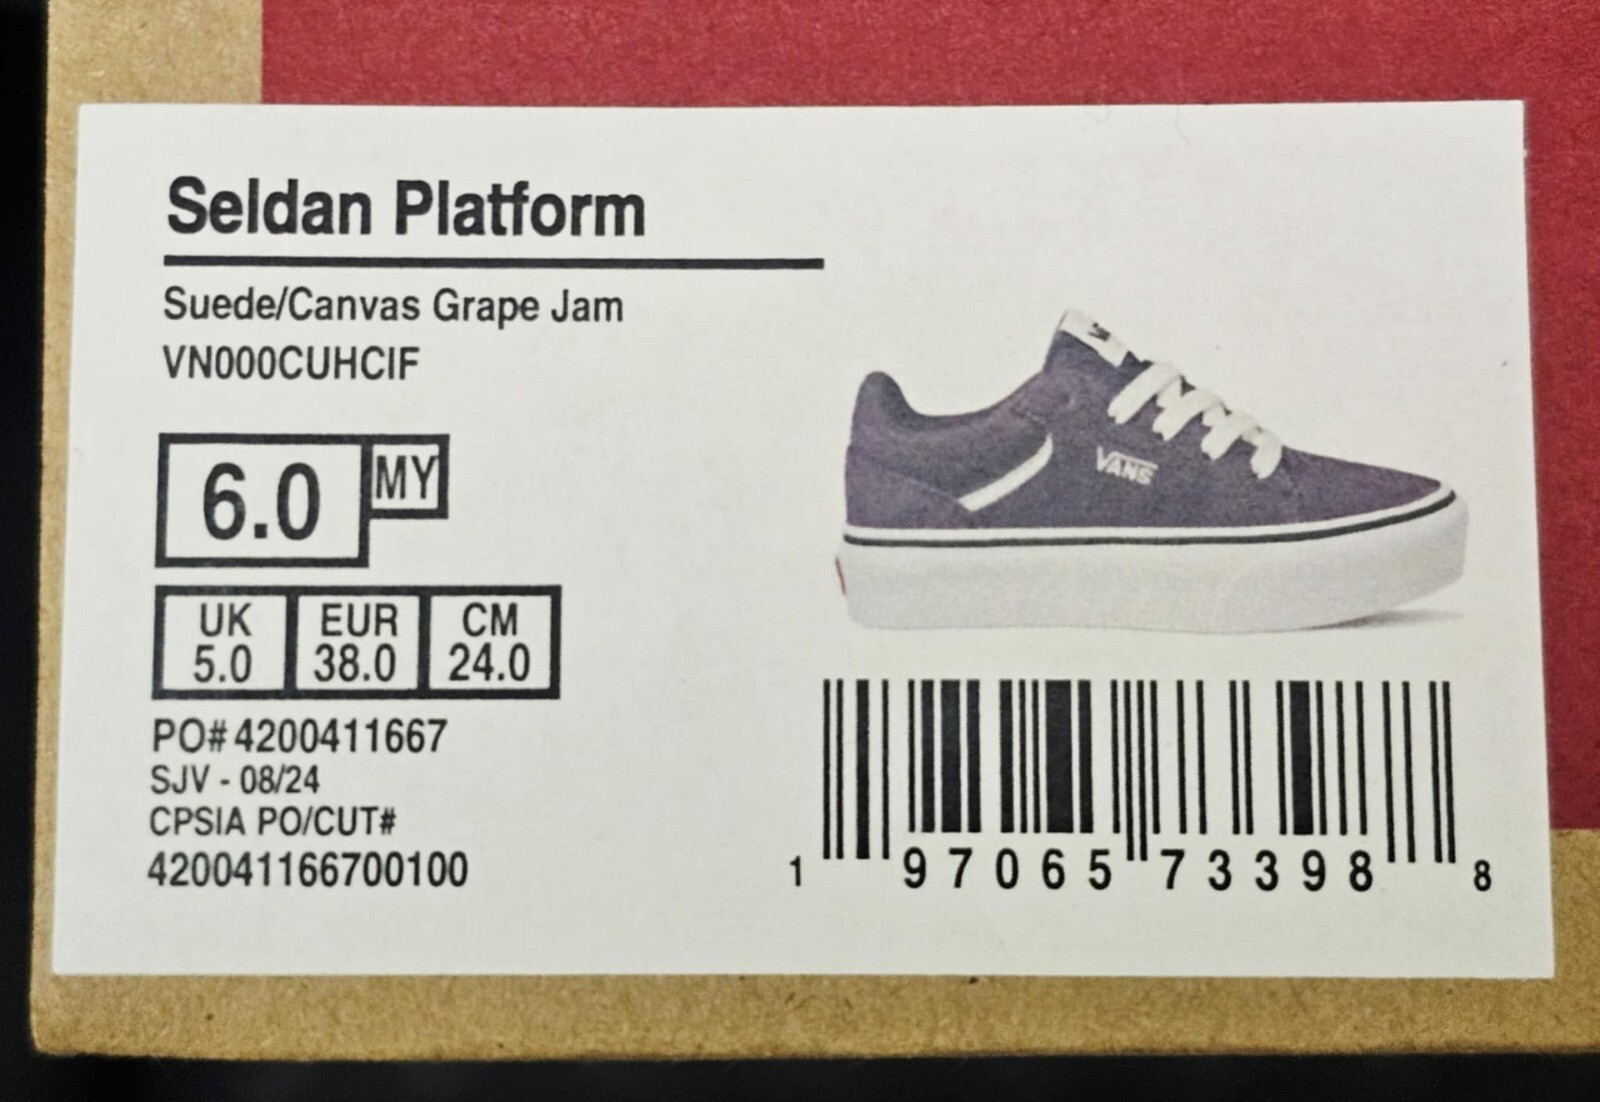 Seldan Platform
Suede/Canvas Grape Jam
VN000CUHCIF
6.0 MY
UK EUR CM
5.0 38.0 24.0
PO# 4200411667
SJV - 08/24
CPSIA PO/CUT#
420041166700100
VANS
1 97065 73398 8